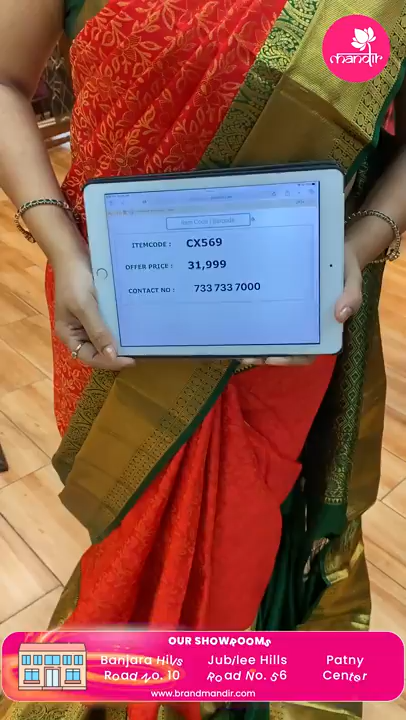 mandir
Item Code / Barcode
ITEMCODE : CX569
OFFER PRICE : 31,999
CONTACT NO : 733 733 7000
OUR SHOWROOMS
Banjara Hills Road No. 10
Jubilee Hills Road No. 36
Patny Center
www.brandmandir.com